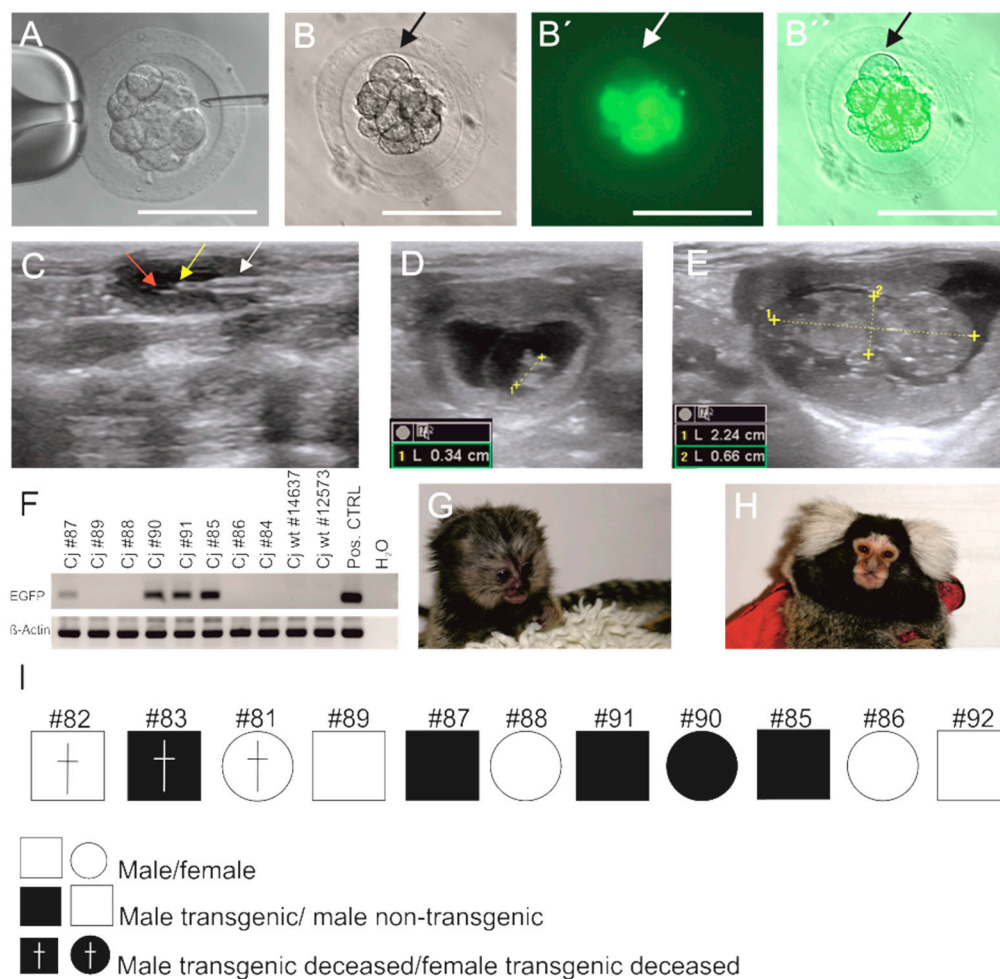 A
B
B´
B´´
C
D
1
1 L 0.34 cm
E
1
2
1 L 2.24 cm
2 L 0.66 cm
F
Cj #87
Cj #89
Cj #88
Cj #90
Cj #91
Cj #85
Cj #86
Cj #84
Cj wt #14637
Cj wt #12573
Pos. CTRL
H2O
EGFP
ß-Actin
G
H
I
#82 #83 #81 #89 #87 #88 #91 #90 #85 #86 #92
Male/female
Male transgenic/ male non-transgenic
Male transgenic deceased/female transgenic deceased